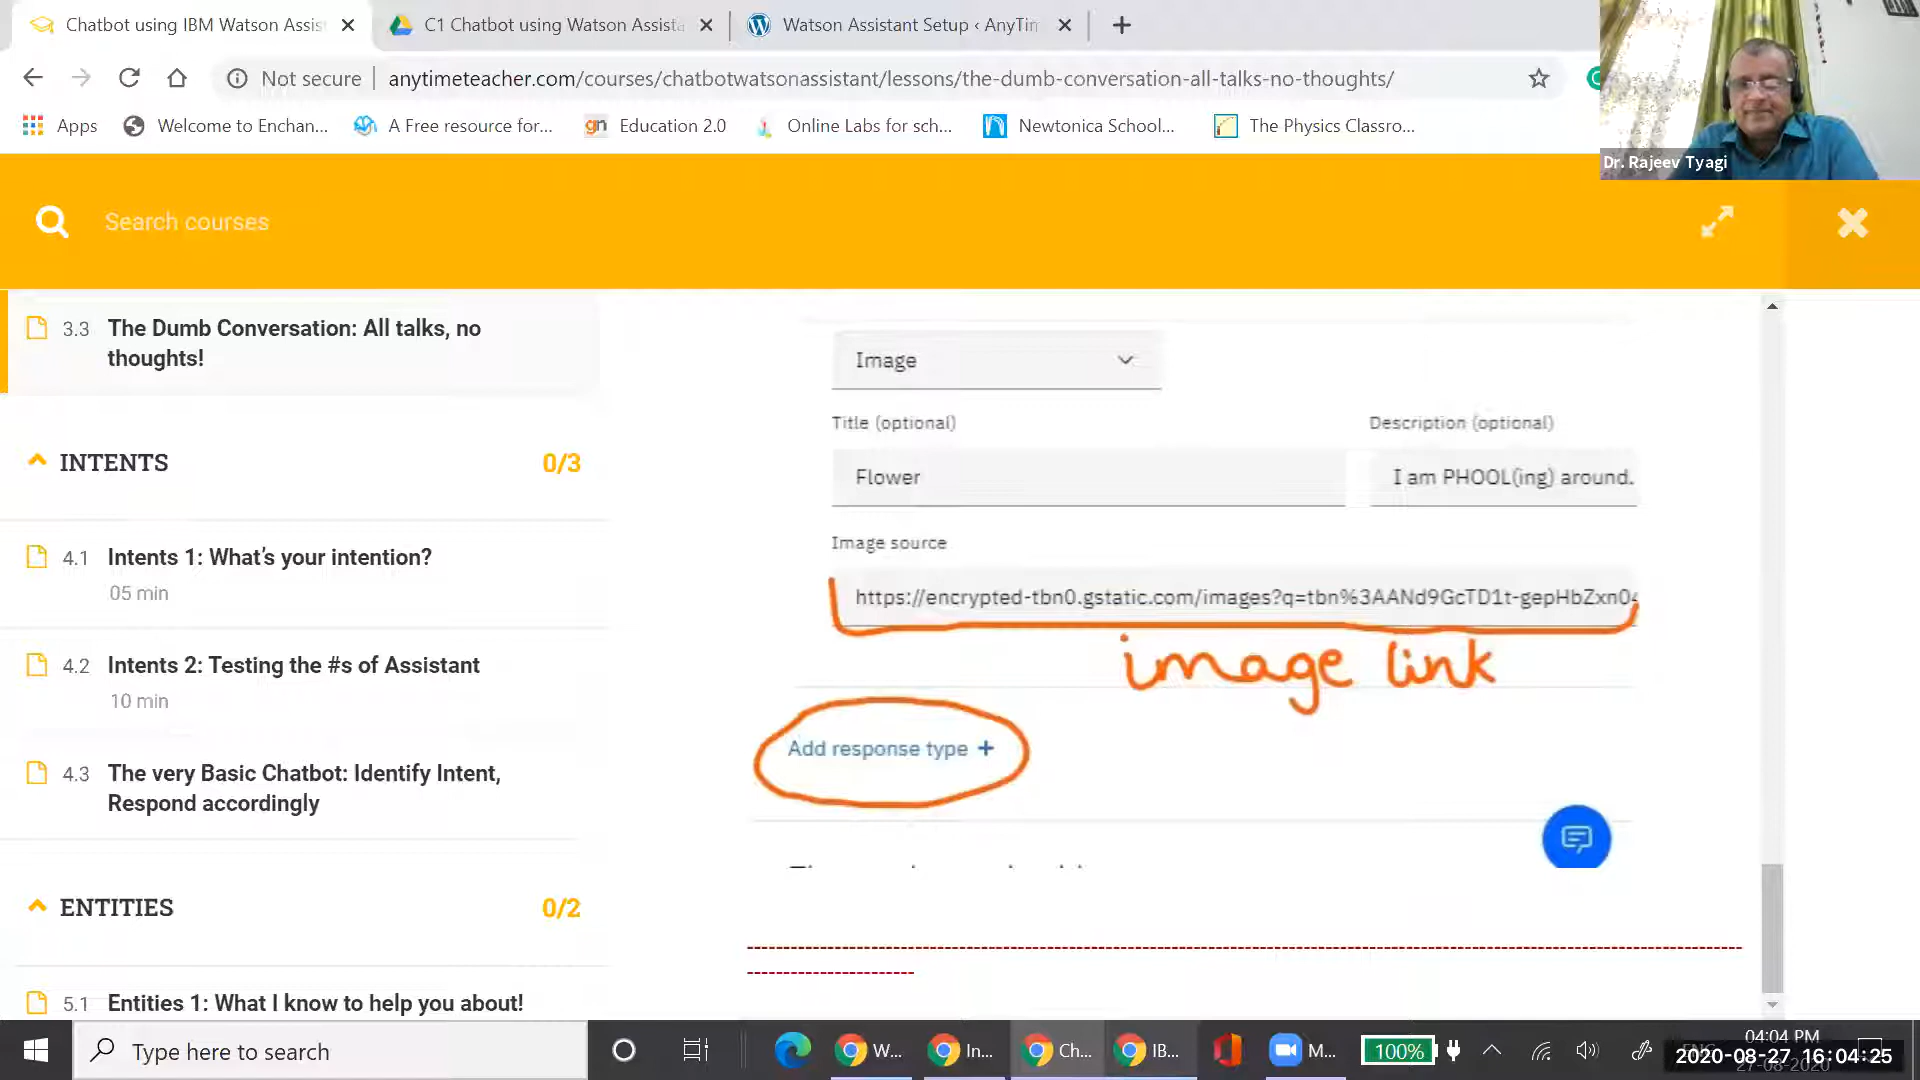 Chatbot using IBM Watson Assis
C1 Chatbot using Watson Assista
Watson Assistant Setup ‹ AnyTim
Not secure
anytimeteacher.com/courses/chatbotwatsonassistant/lessons/the-dumb-conversation-all-talks-no-thoughts/
Apps
Welcome to Enchan...
A Free resource for...
gn
Education 2.0
Online Labs for sch...
Newtonica School...
The Physics Classro...
Dr. Rajeev Tyagi
Search courses
3.3 The Dumb Conversation: All talks, no
thoughts!
INTENTS 0/3
4.1 Intents 1: What's your intention?
05 min
4.2 Intents 2: Testing the #s of Assistant
10 min
4.3 The very Basic Chatbot: Identify Intent,
Respond accordingly
ENTITIES 0/2
5.1 Entities 1: What I know to help you about!
Image
Title (optional)
Description (optional)
Flower
I am PHOOL(ing) around.
Image source
https://encrypted-tbn0.gstatic.com/images?q=tbn%3AANd9GcTD1t-gepHbZxn0
image link
Add response type +
Type here to search
W...
In...
Ch...
IB...
M...
100%
04:04 PM
2020-08-27 16:04:25
27-08-2020